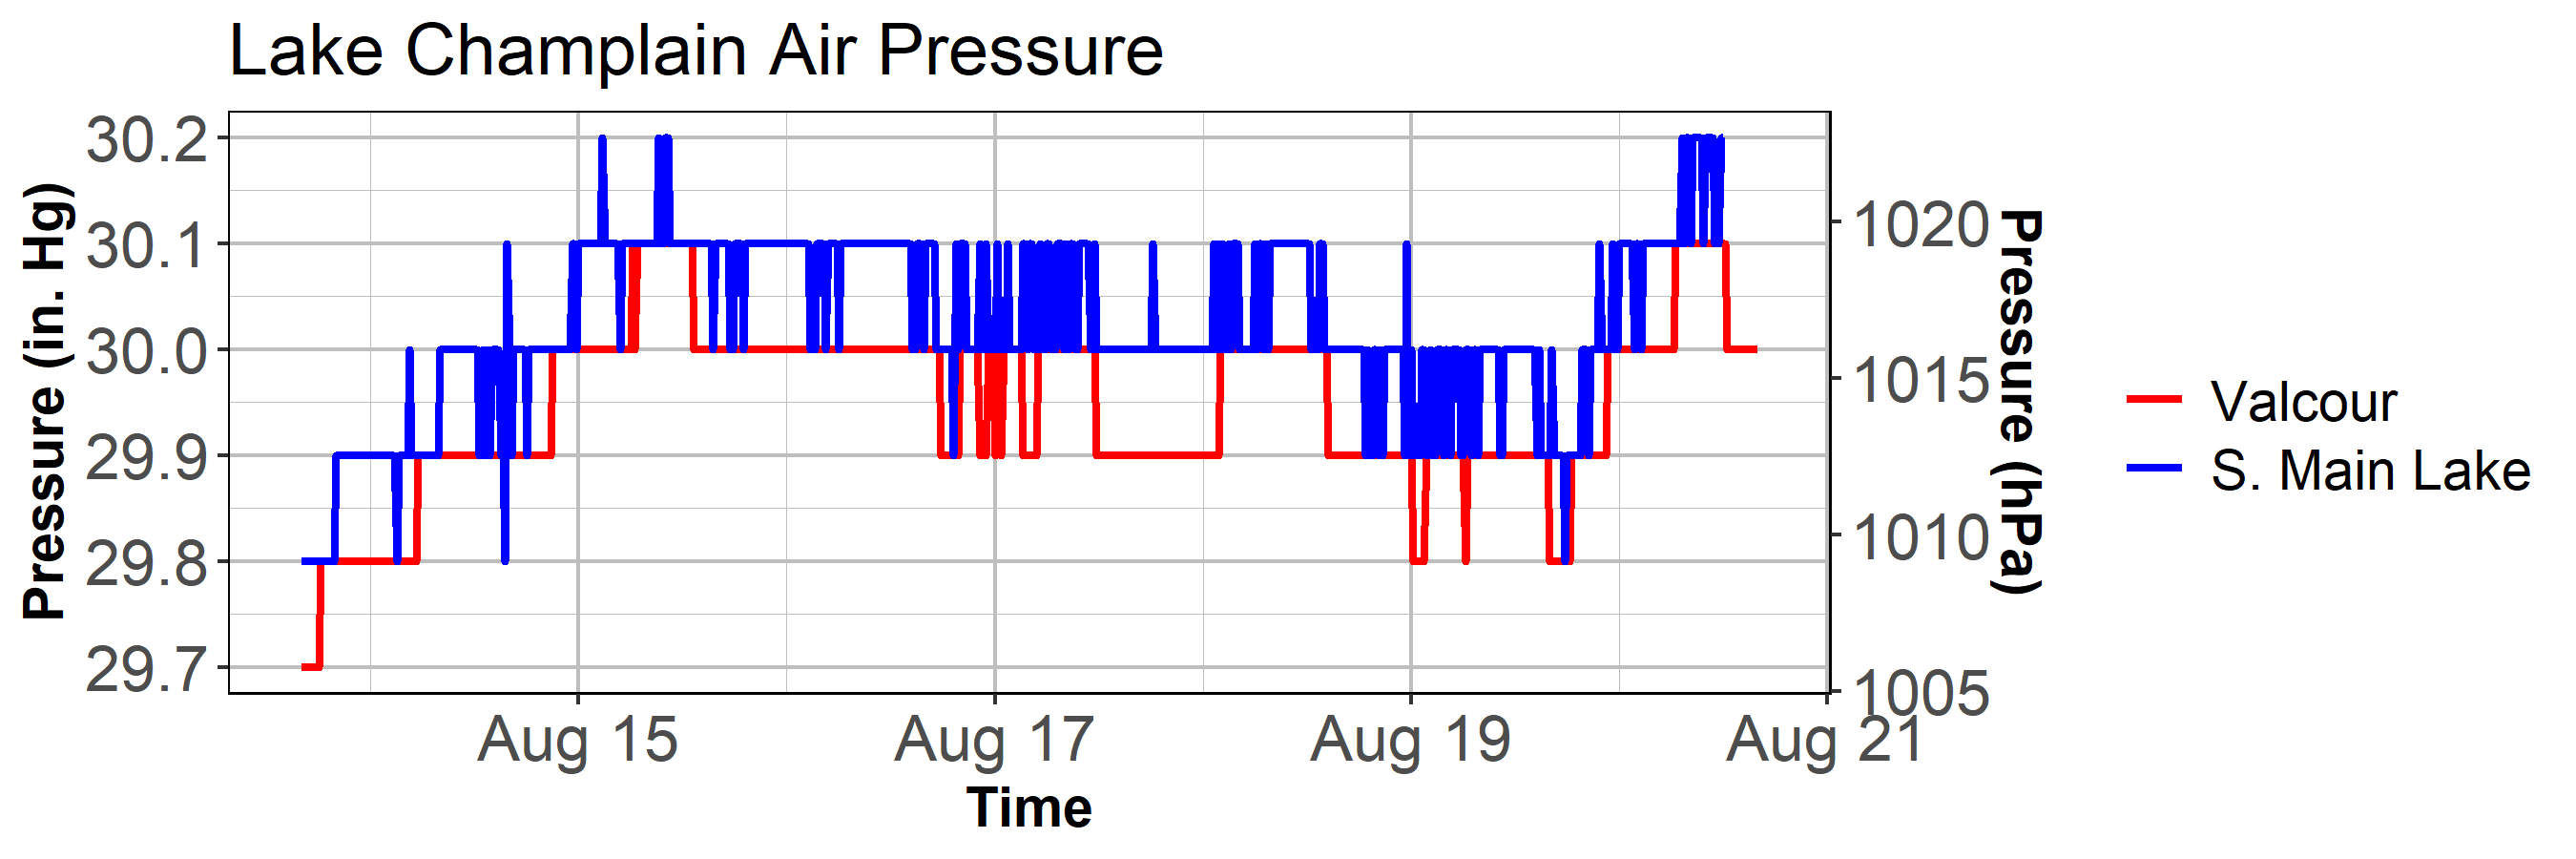 Lake Champlain Air Pressure
Pressure (in. Hg)
30.2
30.1
30.0
29.9
29.8
29.7
1020
1015
1010
1005
Pressure (hPa)
Aug 15 Aug 17 Aug 19 Aug 21
Time
Valcour
S. Main Lake